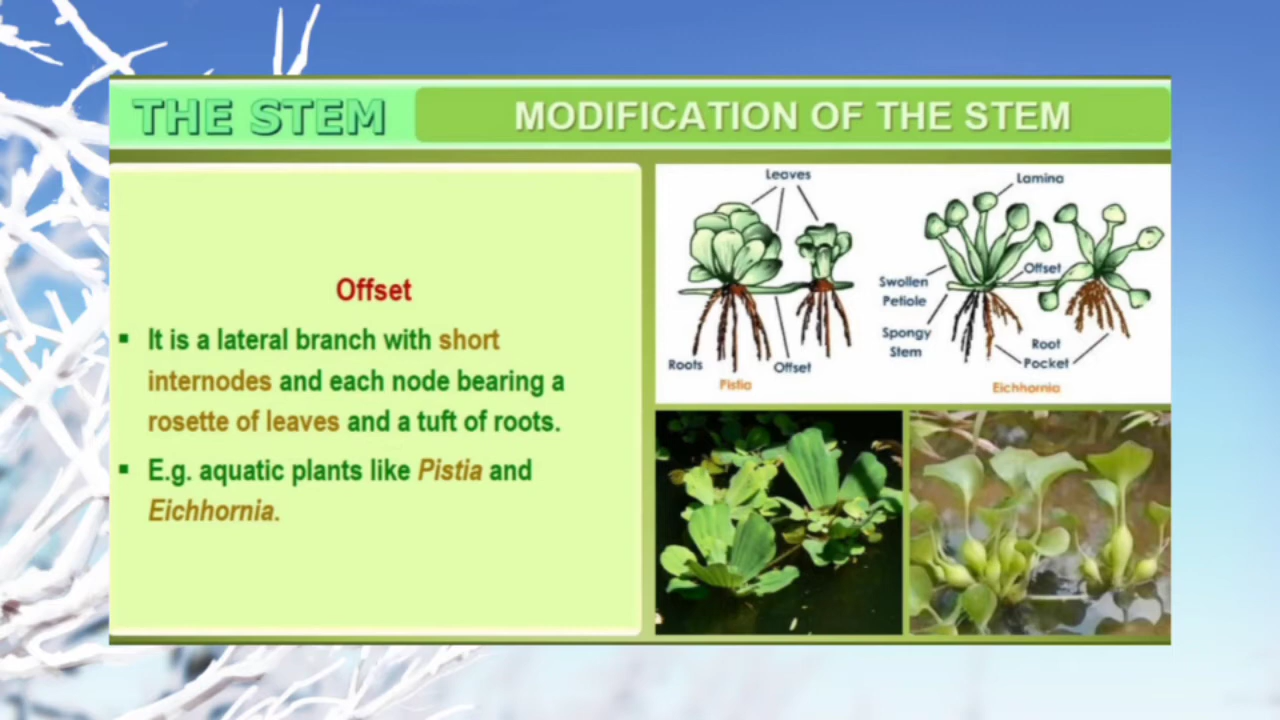 THE STEM
MODIFICATION OF THE STEM
Offset
▪ It is a lateral branch with short
internodes and each node bearing a
rosette of leaves and a tuft of roots.
▪ E.g. aquatic plants like Pistia and
Eichhornia.
Leaves
Roots
Offset
Pistia
Lamina
Offset
Swollen
Petiole
Spongy
Stem
Root
Pocket
Eichhornia